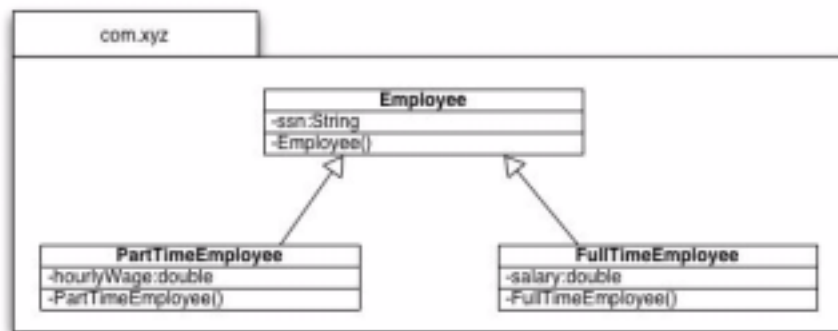 com.xyz
Employee
-ssn:String
-Employee()
PartTimeEmployee
-hourlyWage:double
-PartTimeEmployee()
FullTimeEmployee
-salary:double
-FullTimeEmployee()